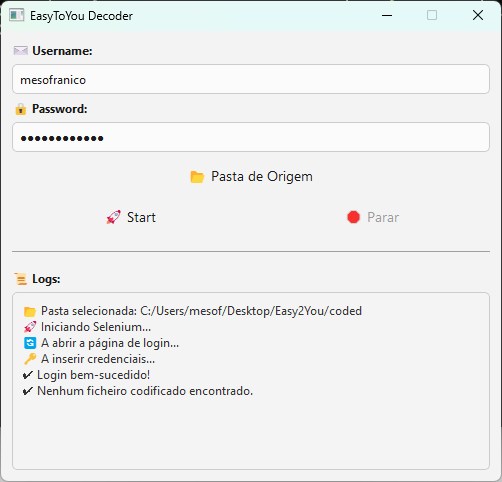 EasyToYou Decoder
📧 Username:
mesofranico
🔒 Password:
●●●●●●●●●●●●
📂 Pasta de Origem
🚀 Start
🛑 Parar
📜 Logs:
📂 Pasta selecionada: C:/Users/mesof/Desktop/Easy2You/coded
🚀 Iniciando Selenium...
🔄 A abrir a página de login...
🔑 A inserir credenciais...
✔ Login bem-sucedido!
✔ Nenhum ficheiro codificado encontrado.